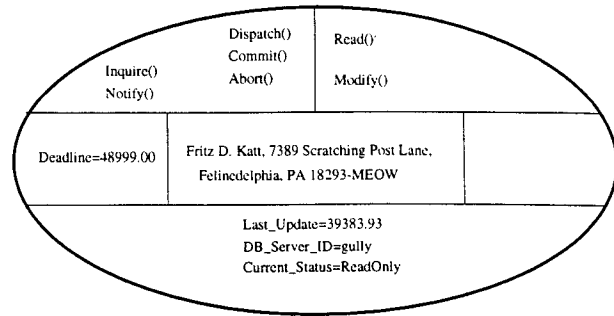 Dispatch()
Commit()
Abort()
Inquire()
Notify()
Read()
Modify()
Deadline=48999.00
Fritz D. Katt, 7389 Scratching Post Lane,
Felinedelphia, PA 18293-MEOW
Last_Update=39383.93
DB_Server_ID=gully
Current_Status=ReadOnly